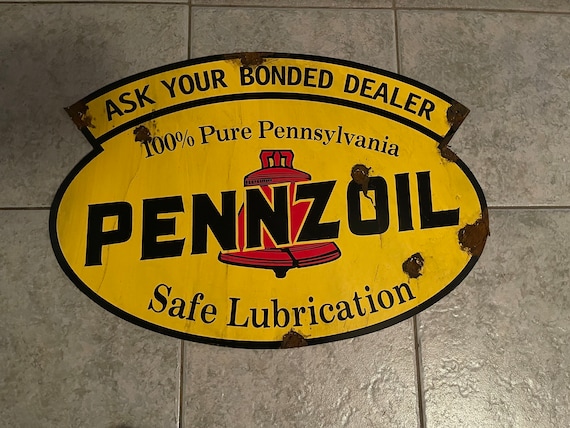 ASK YOUR BONDED DEALER
100% Pure Pennsylvania
PENNZOIL
Safe Lubrication